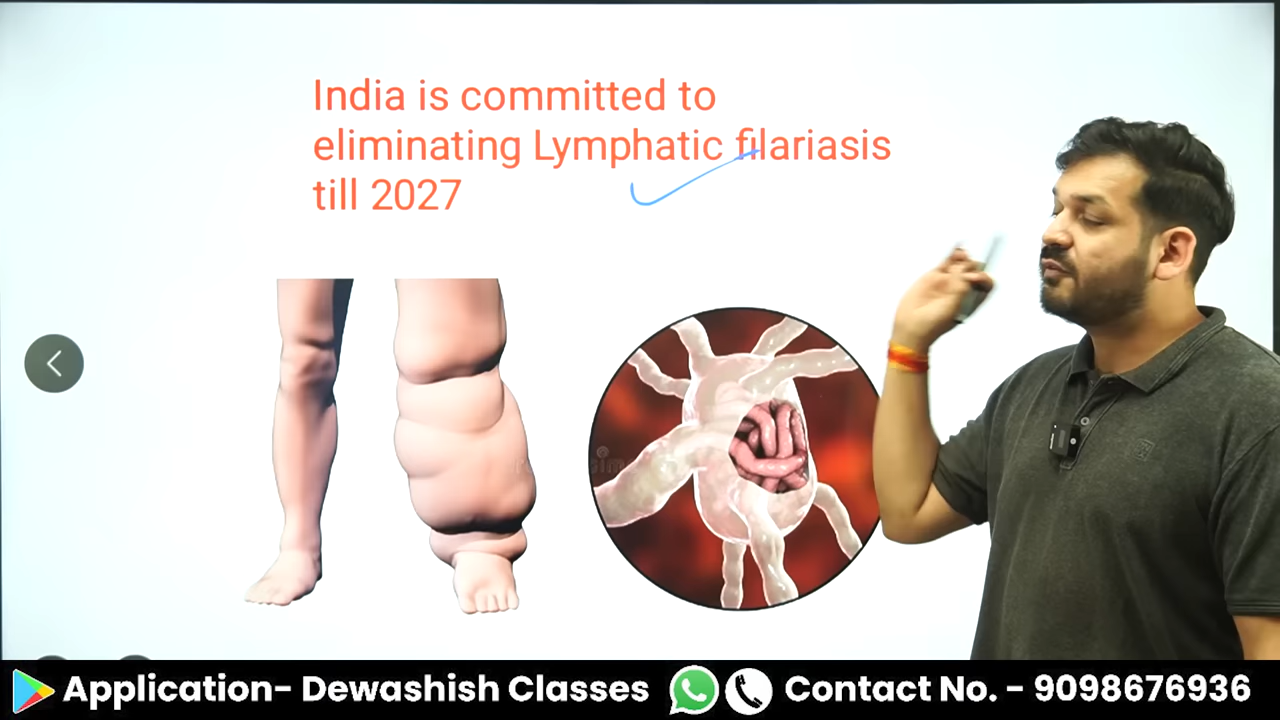 India is committed to
eliminating Lymphatic filariasis
till 2027
Application- Dewashish Classes
Contact No. - 9098676936